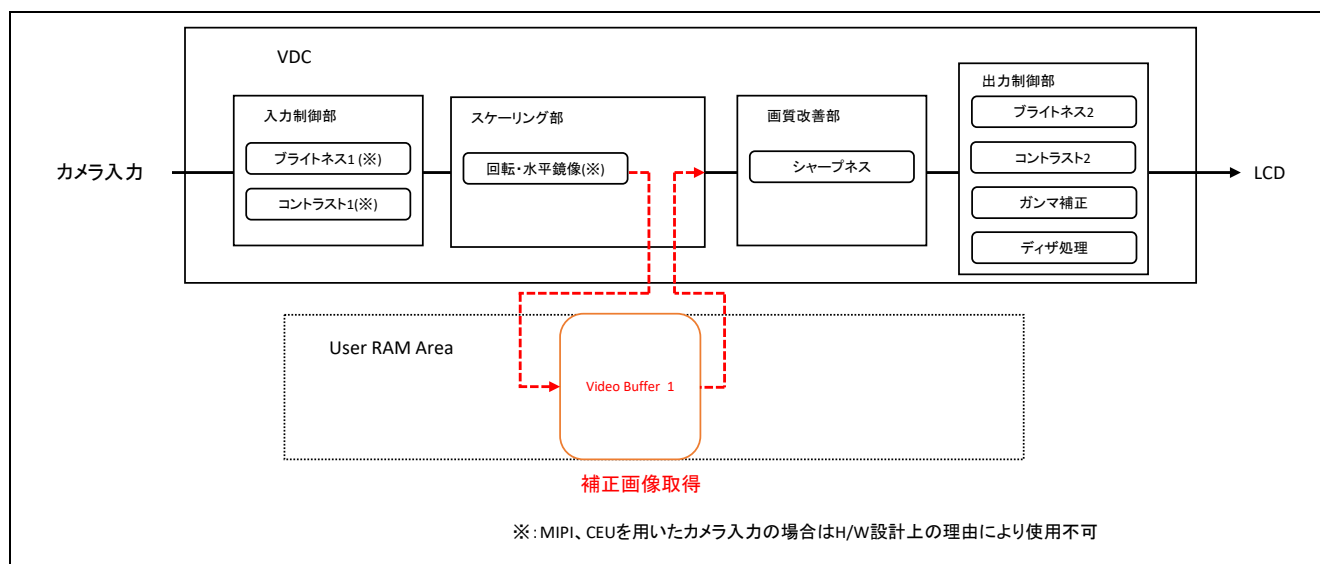 VDC
カメラ入力
入力制御部
ブライトネス1 (※)
コントラスト1(※)
スケーリング部
回転・水平鏡像(※)
画質改善部
シャープネス
出力制御部
ブライトネス2
コントラスト2
ガンマ補正
ディザ処理
LCD
User RAM Area
Video Buffer 1
補正画像取得
※：MIPI、CEUを用いたカメラ入力の場合はH/W設計上の理由により使用不可